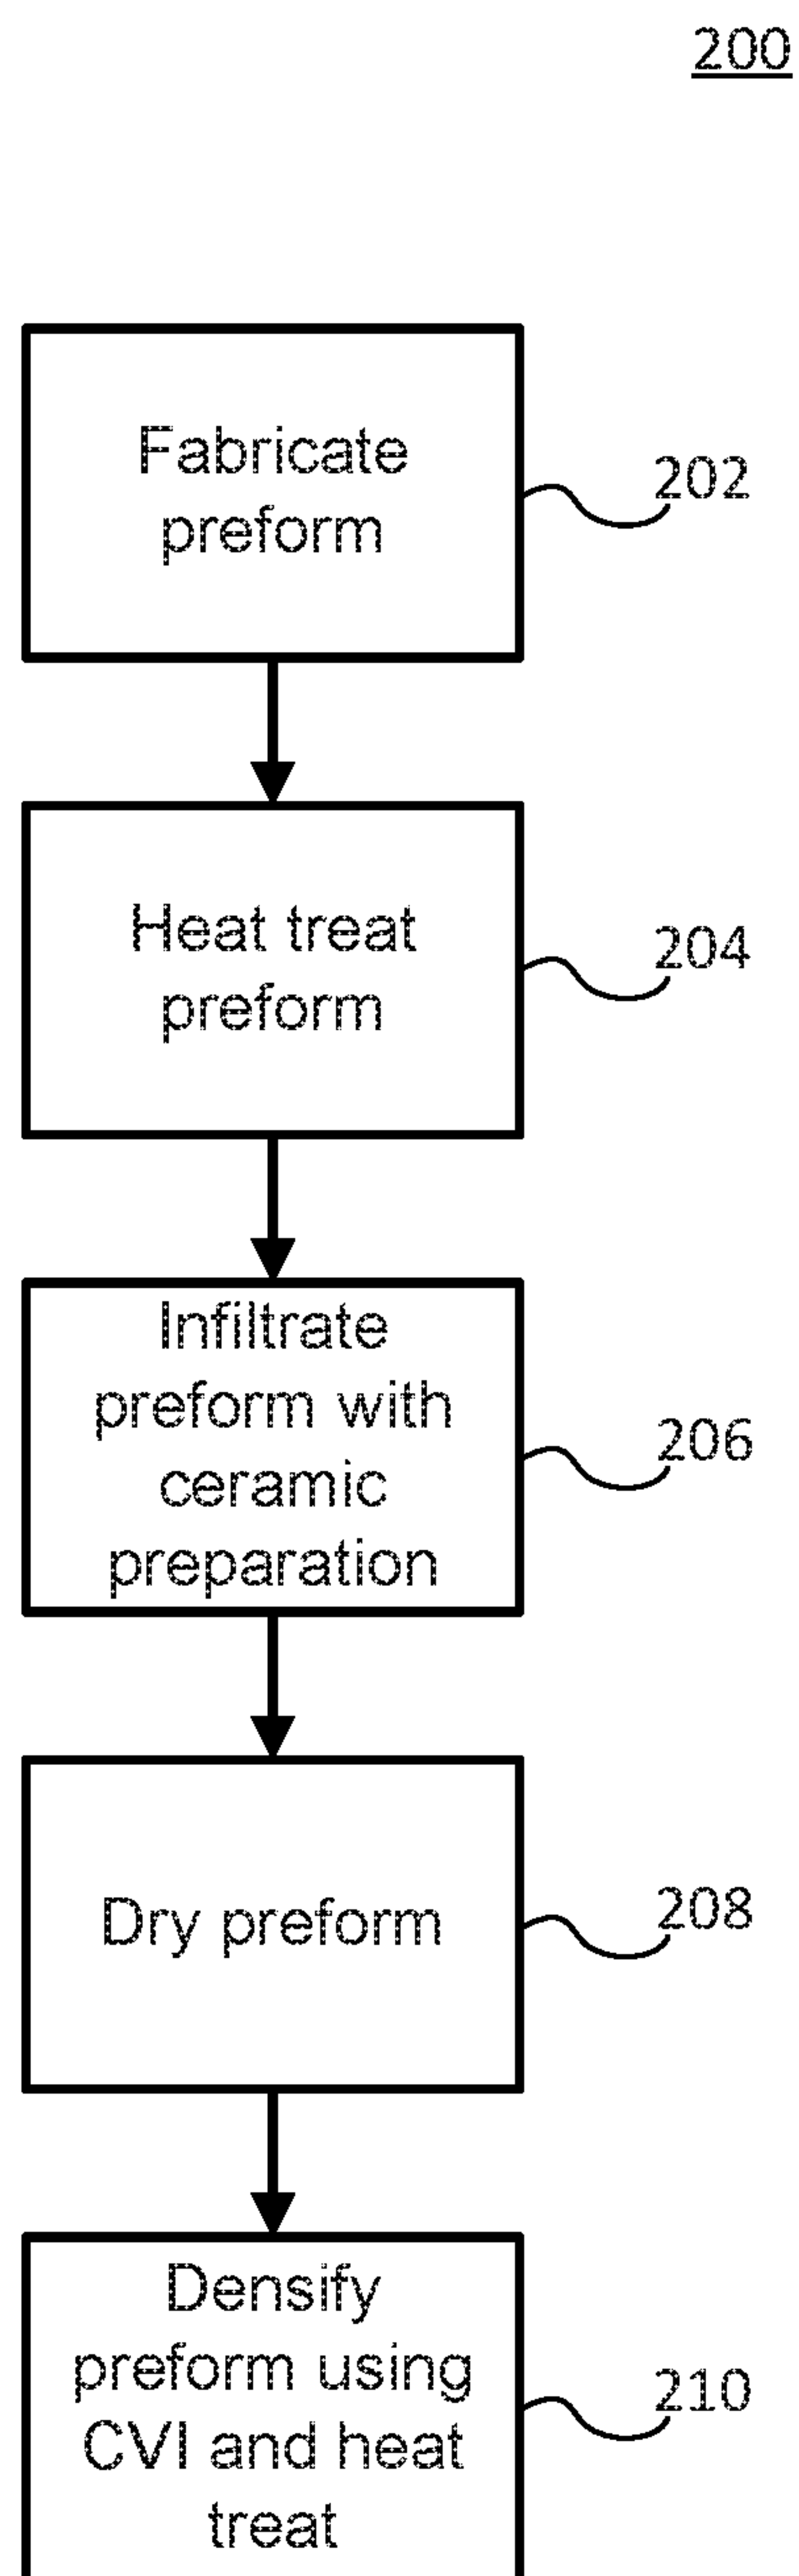 200
Fabricate
preform
202
Heat treat
preform
204
Infiltrate
preform with
ceramic
preparation
206
Dry preform
208
Densify
preform using
CVI and heat
treat
210